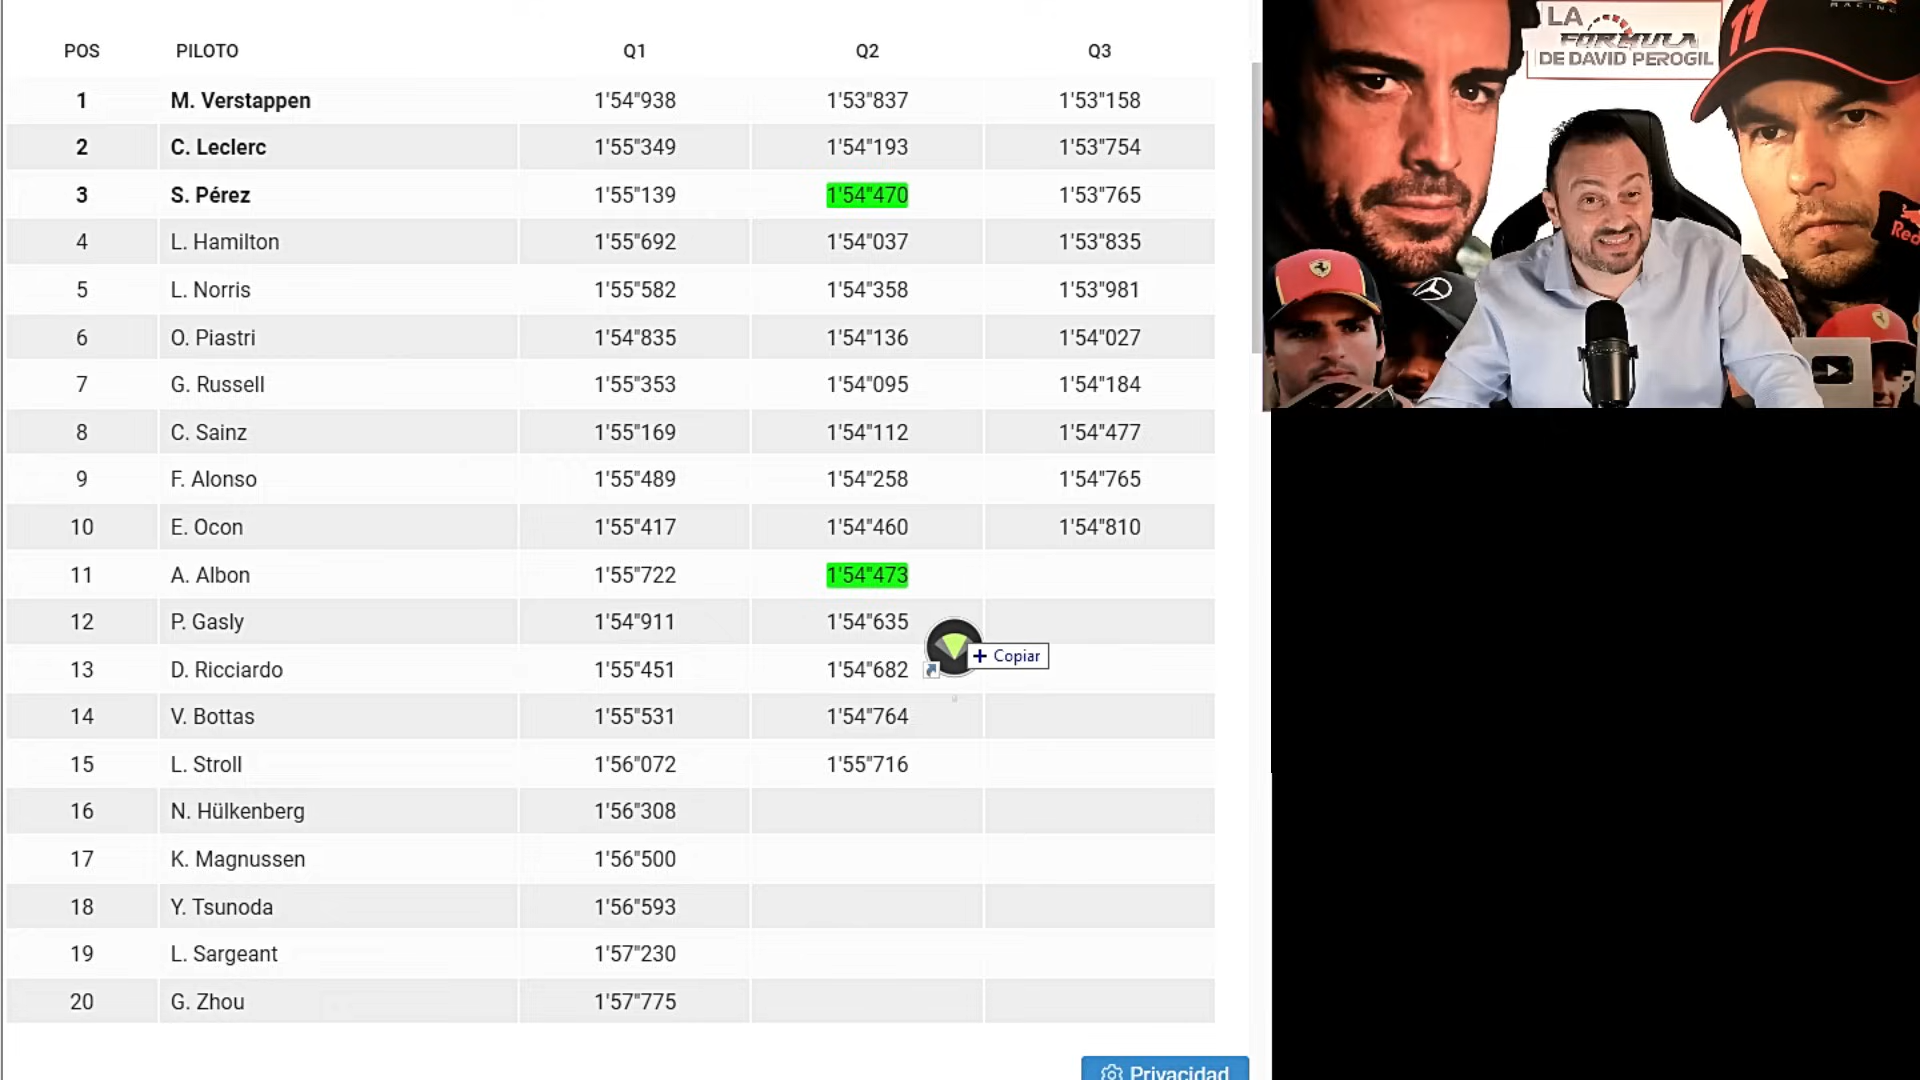 POS PILOTO Q1 Q2 Q3
1 M. Verstappen 1'54"938 1'53"837 1'53"158
2 C. Leclerc 1'55"349 1'54"193 1'53"754
3 S. Pérez 1'55"139 1'54"470 1'53"765
4 L. Hamilton 1'55"692 1'54"037 1'53"835
5 L. Norris 1'55"582 1'54"358 1'53"981
6 O. Piastri 1'54"835 1'54"136 1'54"027
7 G. Russell 1'55"353 1'54"095 1'54"184
8 C. Sainz 1'55"169 1'54"112 1'54"477
9 F. Alonso 1'55"489 1'54"258 1'54"765
10 E. Ocon 1'55"417 1'54"460 1'54"810
11 A. Albon 1'55"722 1'54"473
12 P. Gasly 1'54"911 1'54"635
13 D. Ricciardo 1'55"451 1'54"682
14 V. Bottas 1'55"531 1'54"764
15 L. Stroll 1'56"072 1'55"716
16 N. Hülkenberg 1'56"308
17 K. Magnussen 1'56"500
18 Y. Tsunoda 1'56"593
19 L. Sargeant 1'57"230
20 G. Zhou 1'57"775
+ Copiar
Privacidad
LA
FORMULA
DE DAVID PEROGIL
11
RACING
Red